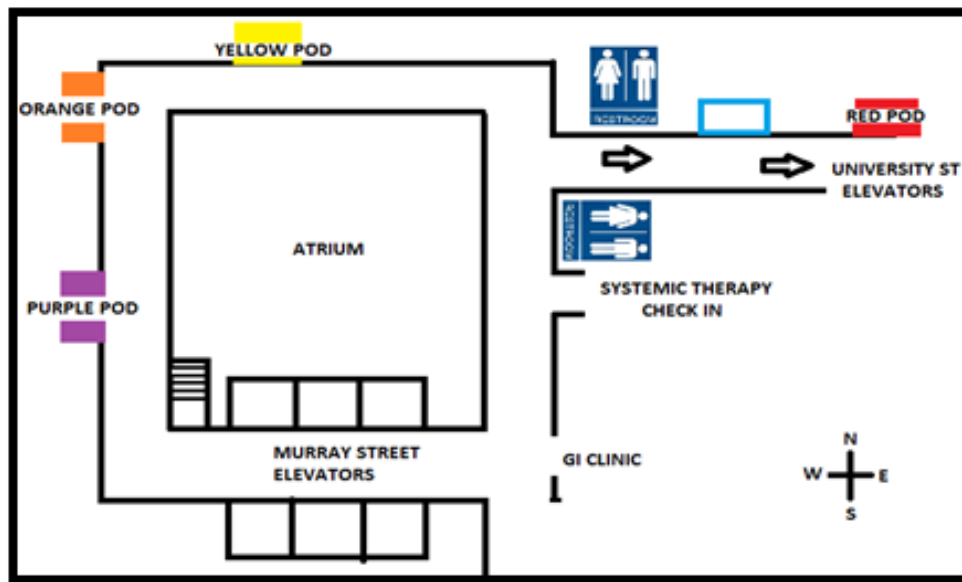 YELLOW POD
ORANGE POD
RESTROOM
RED POD
UNIVERSITY ST
ELEVATORS
RESTROOM
ATRIUM
PURPLE POD
SYSTEMIC THERAPY
CHECK IN
MURRAY STREET
ELEVATORS
GI CLINIC
N
W
E
S